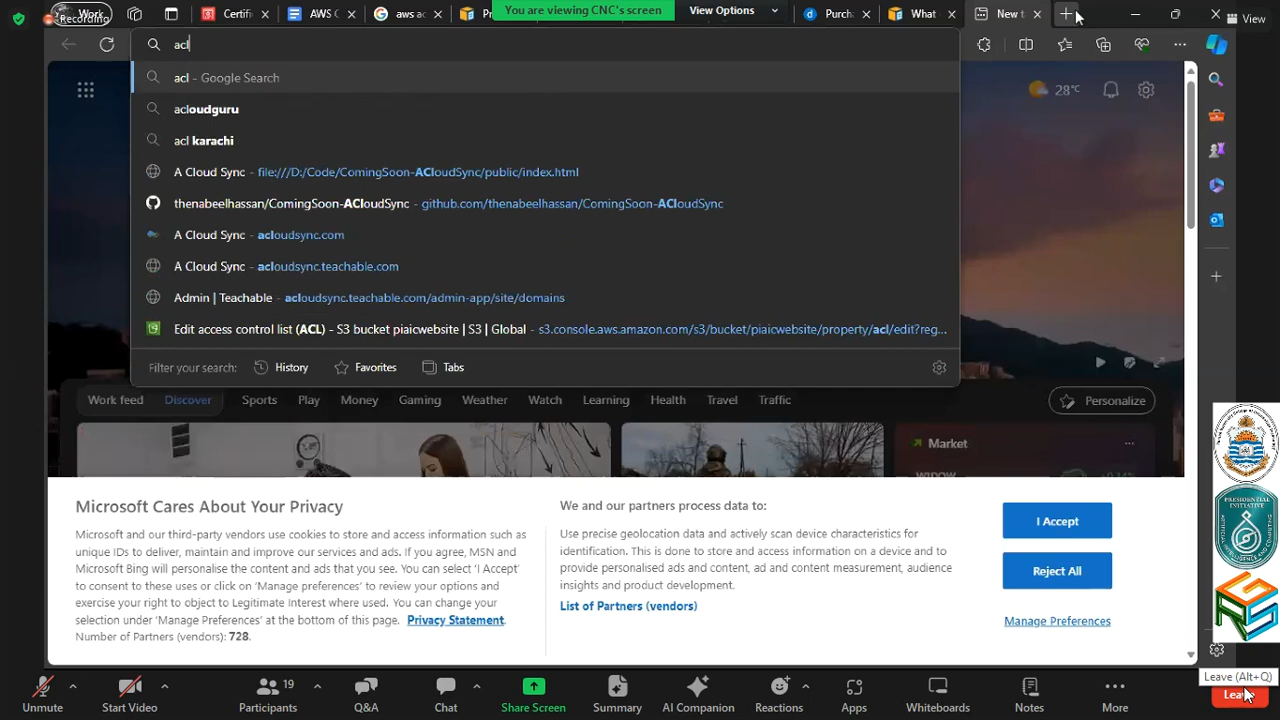 Recording
Work
Certifi
AWS C
aws ac
You are viewing CNC's screen
View Options
Purcha
What
New t
View
acl
acl - Google Search
acloudguru
acl karachi
A Cloud Sync - file:///D:/Code/ComingSoon-ACloudSync/public/index.html
thenabeelhassan/ComingSoon-ACloudSync - github.com/thenabeelhassan/ComingSoon-ACloudSync
A Cloud Sync - acloudsync.com
A Cloud Sync - acloudsync.teachable.com
Admin | Teachable - acloudsync.teachable.com/admin-app/site/domains
Edit access control list (ACL) - S3 bucket piaicwebsite | S3 | Global - s3.console.aws.amazon.com/s3/bucket/piaicwebsite/property/acl/edit?reg...
Filter your search: History Favorites Tabs
28°C
Work feed Discover Sports Play Money Gaming Weather Watch Learning Health Travel Traffic
Personalize
Market
Microsoft Cares About Your Privacy
Microsoft and our third-party vendors use cookies to store and access information such as
unique IDs to deliver, maintain and improve our services and ads. If you agree, MSN and
Microsoft Bing will personalise the content and ads that you see. You can select 'I Accept'
to consent to these uses or click on 'Manage preferences' to review your options and
exercise your right to object to Legitimate Interest where used. You can change your
selection under 'Manage Preferences' at the bottom of this page. Privacy Statement.
Number of Partners (vendors): 728.
We and our partners process data to:
Use precise geolocation data and actively scan device characteristics for
identification. This is done to store and access information on a device and to
provide personalised ads and content, ad and content measurement, audience
insights and product development.
List of Partners (vendors)
I Accept
Reject All
Manage Preferences
PRESIDENTIAL
INITIATIVE
Leave (Alt+Q)
Unmute
Start Video
19
Participants
Q&A
Chat
Share Screen
Summary
AI Companion
Reactions
Apps
Whiteboards
Notes
More
Leave